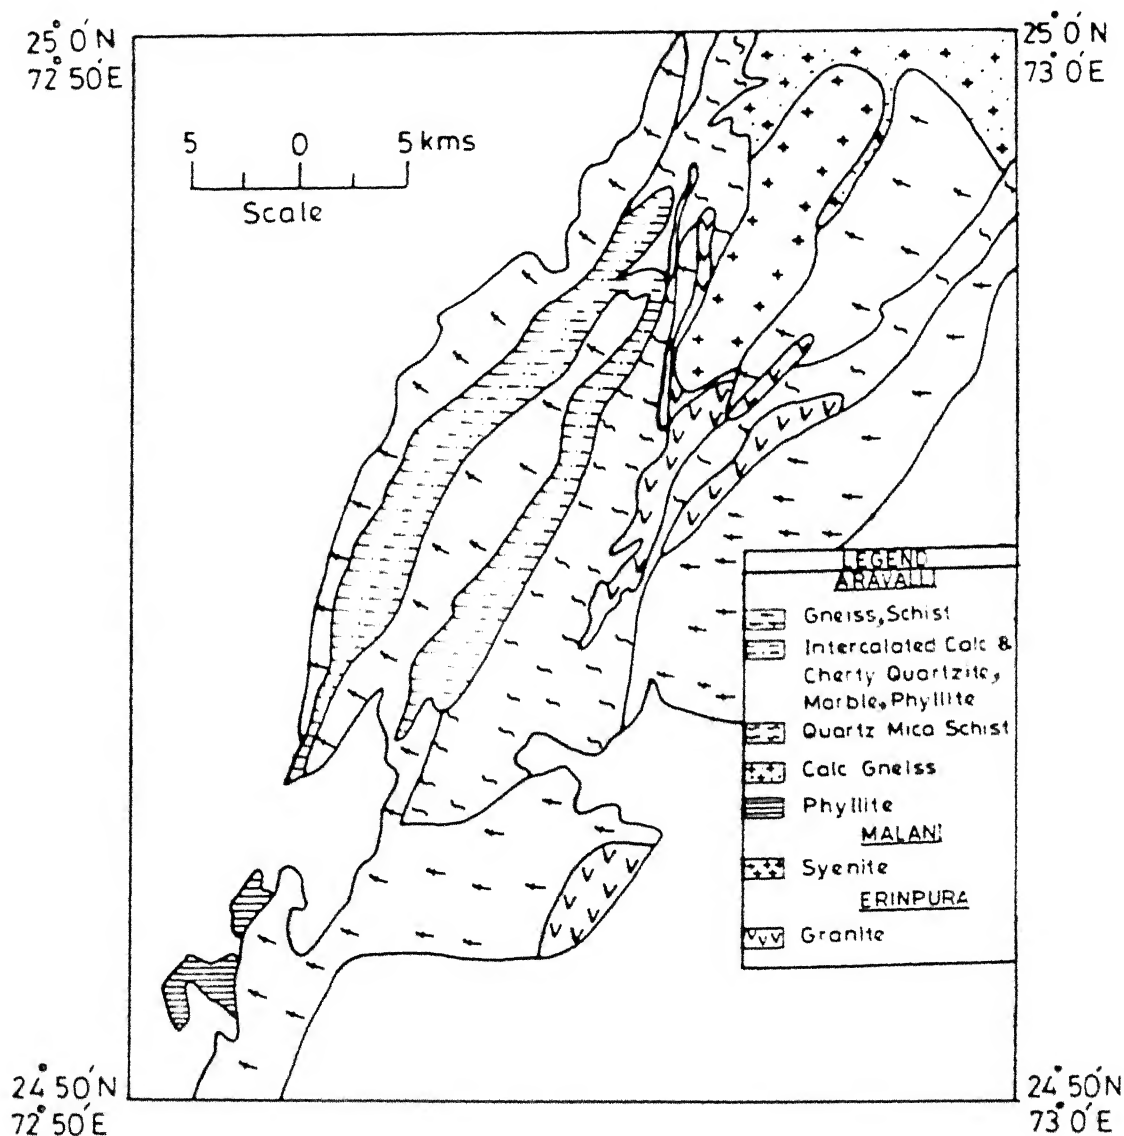 25° 0′ N
72° 50′ E
25° 0′ N
73° 0′ E
5 0 5 kms
Scale
LEGEND
ARAVALLI
Gneiss, Schist
Intercalated Calc &
Cherty Quartzite,
Marble, Phyllite
Quartz Mica Schist
Calc Gneiss
Phyllite
MALANI
Syenite
ERINPURA
Granite
24° 50′ N
72° 50′ E
24° 50′ N
73° 0′ E